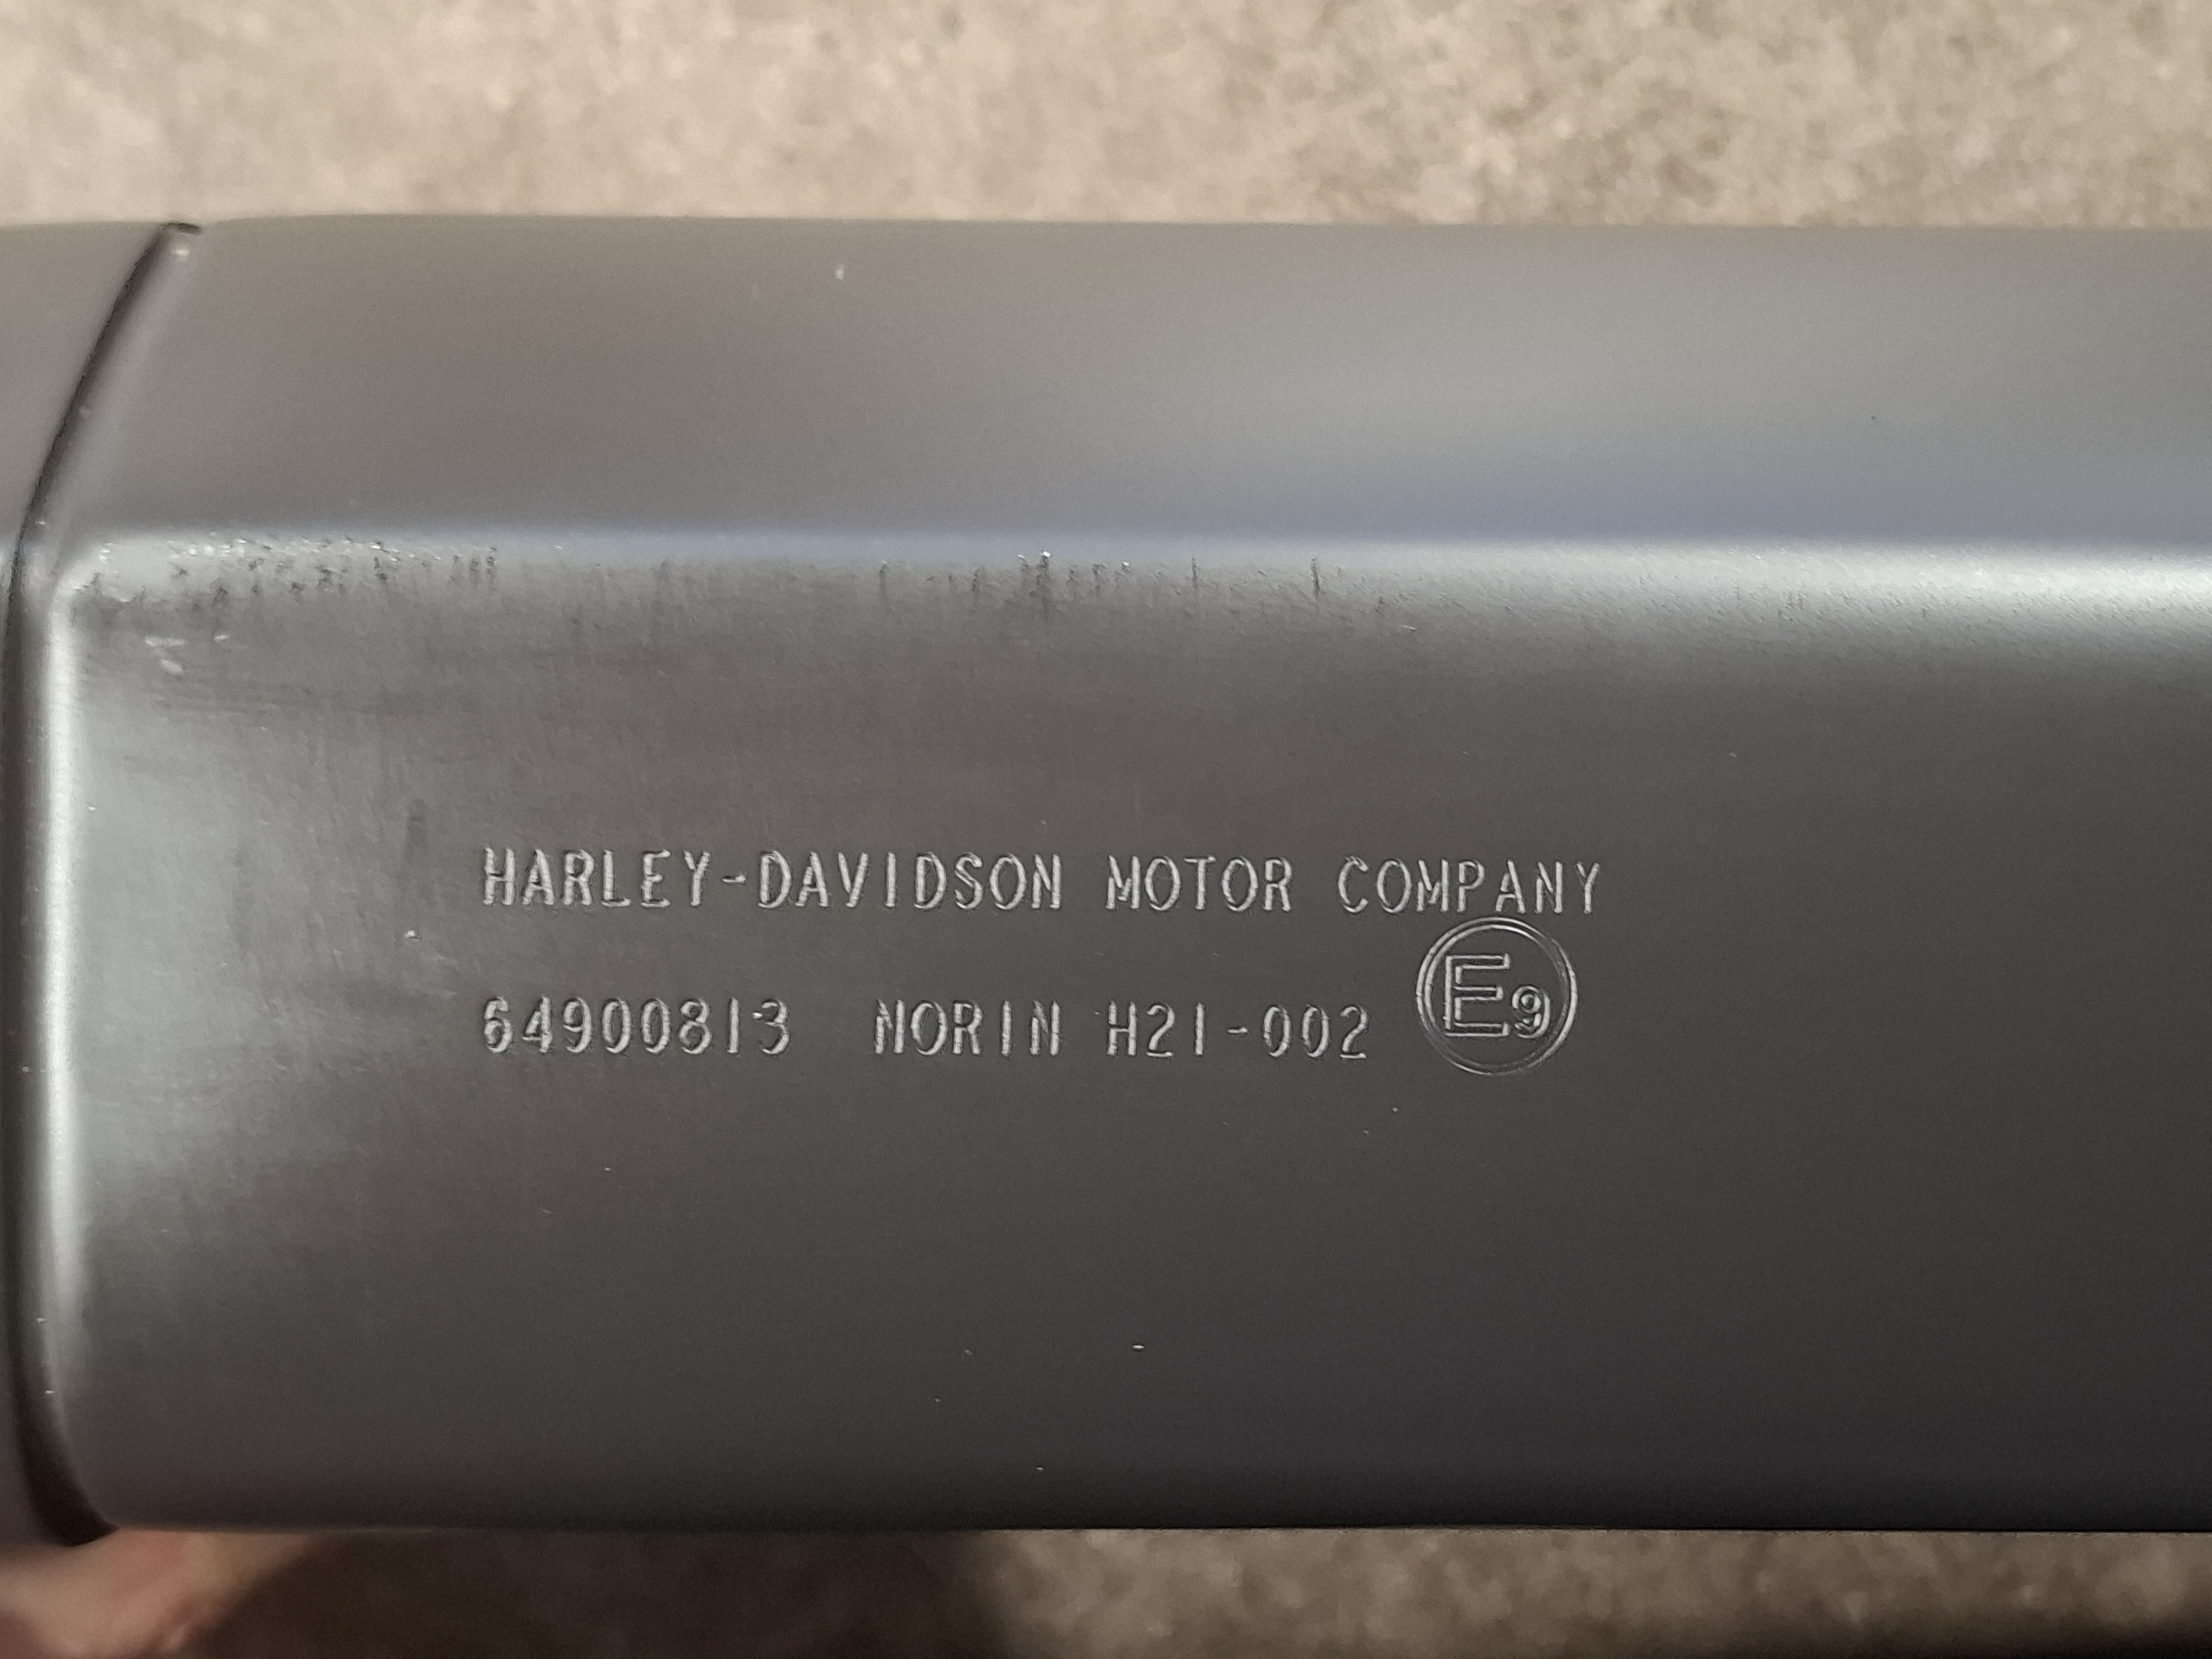 HARLEY-DAVIDSON MOTOR COMPANY
64900813 NORIN H21-002 E9